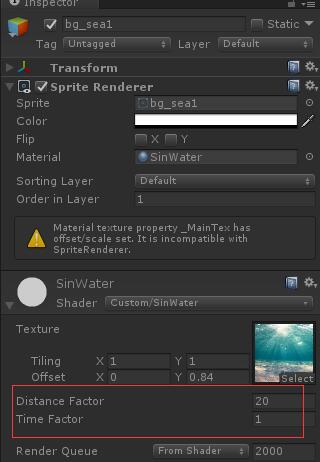 Inspector
bg_sea1 Static
Tag Untagged Layer Default
Transform
Sprite Renderer
Sprite bg_sea1
Color
Flip X Y
Material SinWater
Sorting Layer Default
Order in Layer 1
Material texture property _MainTex has
offset/scale set. It is incompatible with
SpriteRenderer.
SinWater
Shader Custom/SinWater
Texture
Tiling X 1 Y 1
Offset X 0 Y 0.84
Select
Distance Factor 20
Time Factor 1
Render Queue From Shader 2000